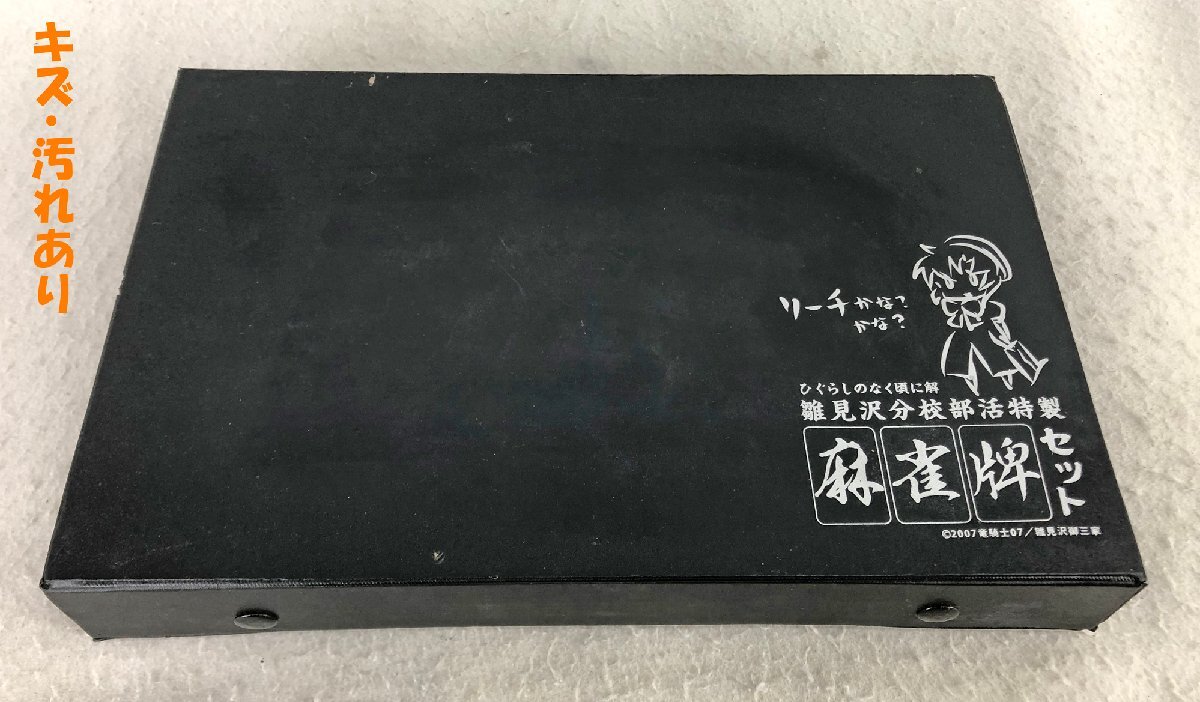 キズ・汚れあり
リーチかな?
かな?
ひぐらしのなく頃に解
雛見沢分校部活特製
麻雀牌
セット
©2007竜騎士07／雛見沢御三家